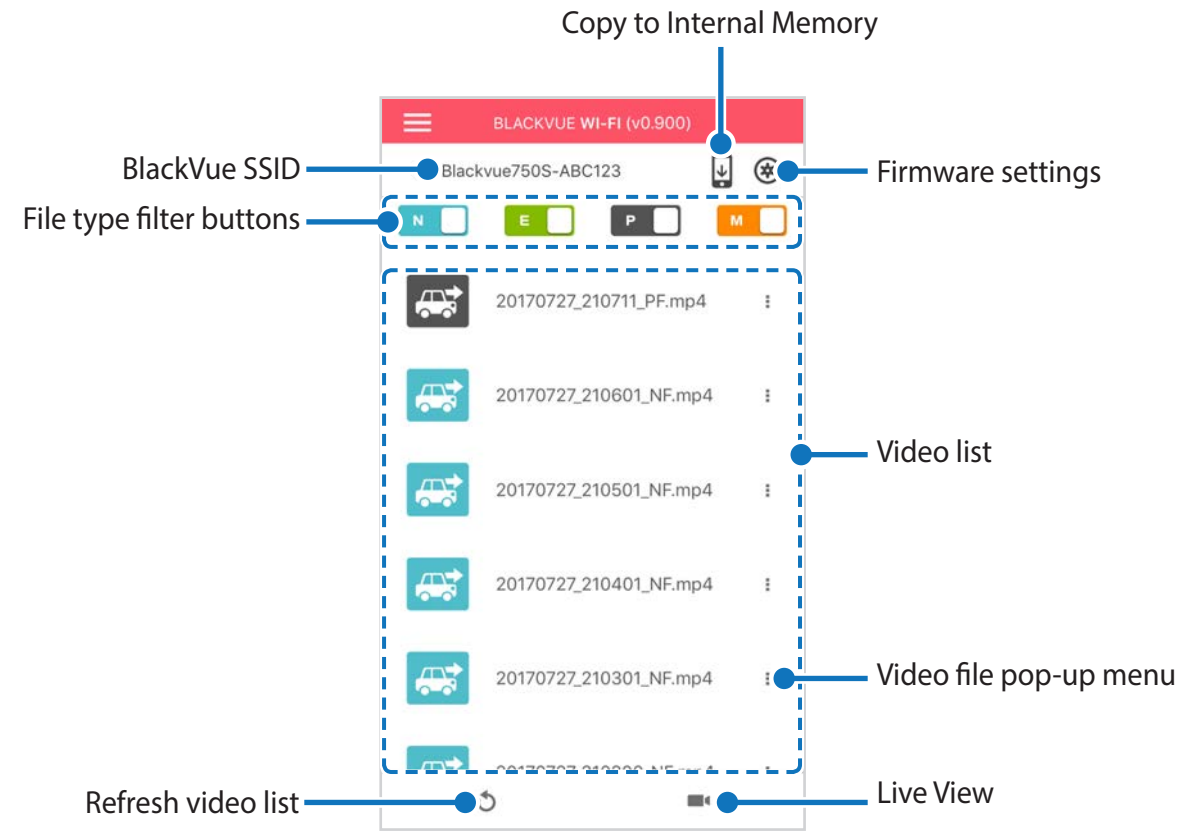 Copy to Internal Memory
BLACKVUE WI-FI (v0.900)
BlackVue SSID
Blackvue750S-ABC123
Firmware settings
File type filter buttons
N
E
P
M
20170727_210711_PF.mp4
20170727_210601_NF.mp4
Video list
20170727_210501_NF.mp4
20170727_210401_NF.mp4
20170727_210301_NF.mp4
Video file pop-up menu
Refresh video list
Live View